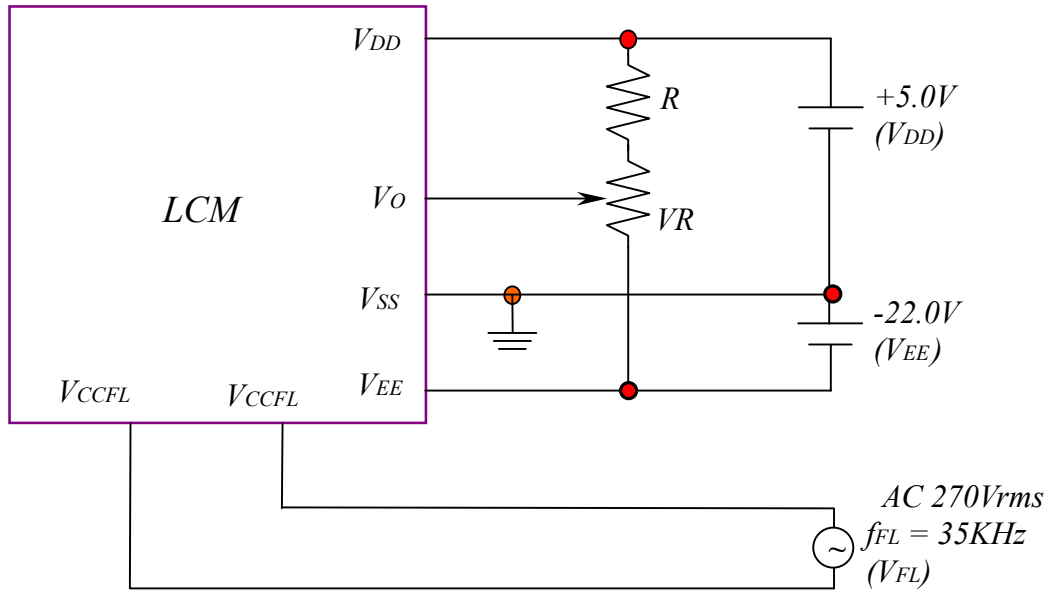 VDD
+5.0V
(VDD)
R
LCM
VO
VR
VSS
-22.0V
(VEE)
VEE
VCCFL
VCCFL
AC 270Vrms
fFL = 35KHz
(VFL)
~